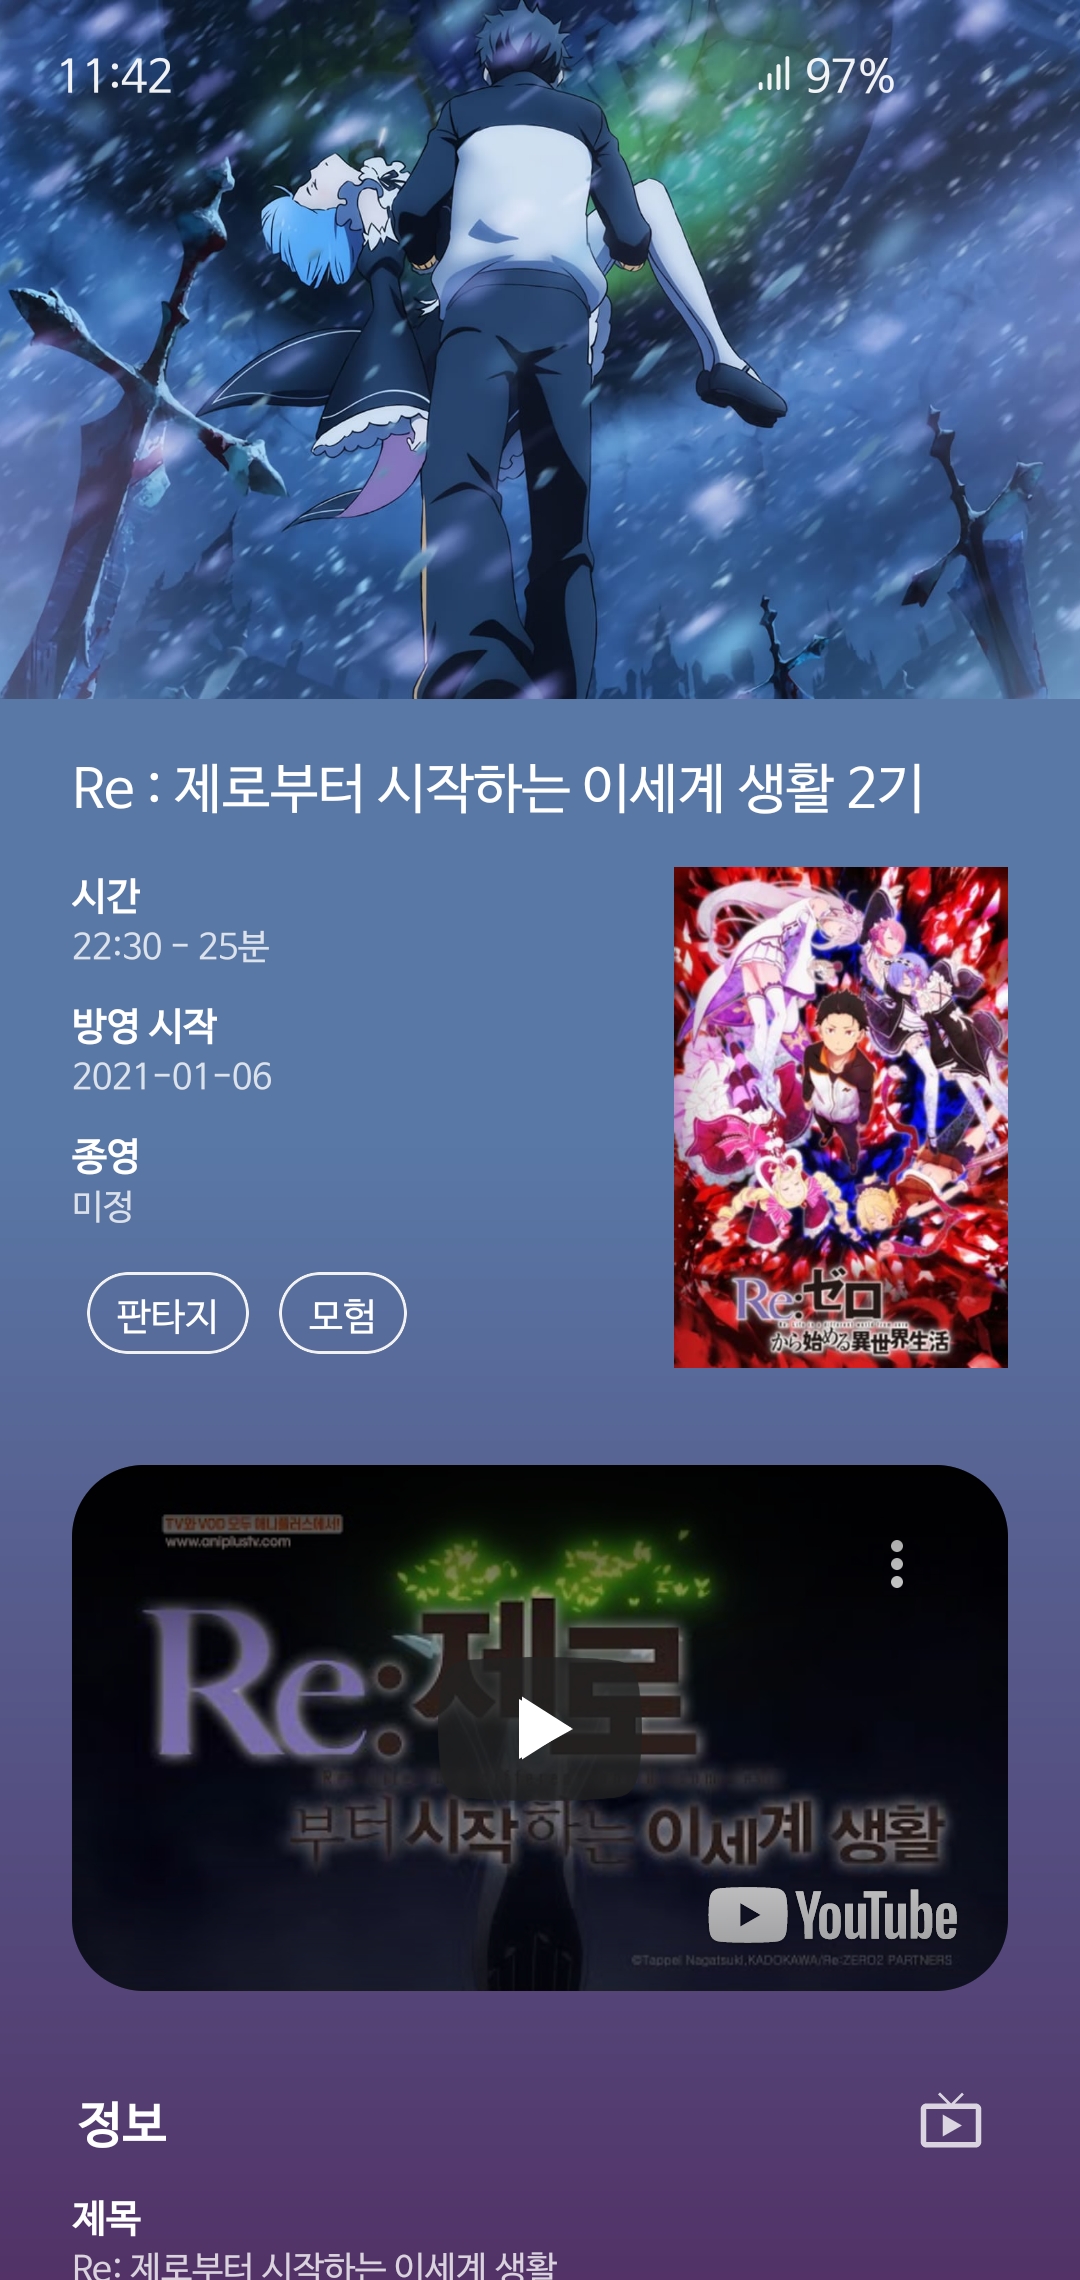 11:42
97%
Re : 제로부터 시작하는 이세계 생활 2기
시간
22:30 - 25분
방영 시작
2021-01-06
종영
미정
판타지
모험
Re:ゼロ
から始める異世界生活
TV와 VOD 모두 애니플러스에서!
www.aniplustv.com
Re:제로
부터 시작하는 이세계 생활
YouTube
©Tappei Nagatsuki,KADOKAWA/Re:ZERO2 PARTNERS
정보
제목
Re: 제로부터 시작하는 이세계 생활